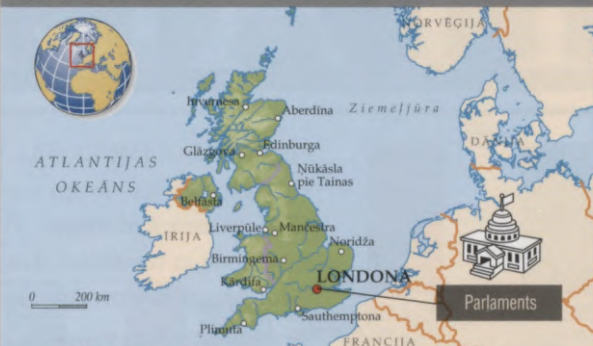 NORVĒĢIJA
Invernesa
Aberdīna
Ziemeļjūra
Glāzgova
Edinburga
DĀNIJA
ATLANTIJAS
OKEĀNS
Ņūkāsla
pie Tainas
Belfāsta
Liverpūle
Mančestra
ĪRIJA
Noridža
Birmingema
LONDONA
Kārdifa
0 200 km
Parlaments
Sauthemptona
Plimuta
FRANCIJA